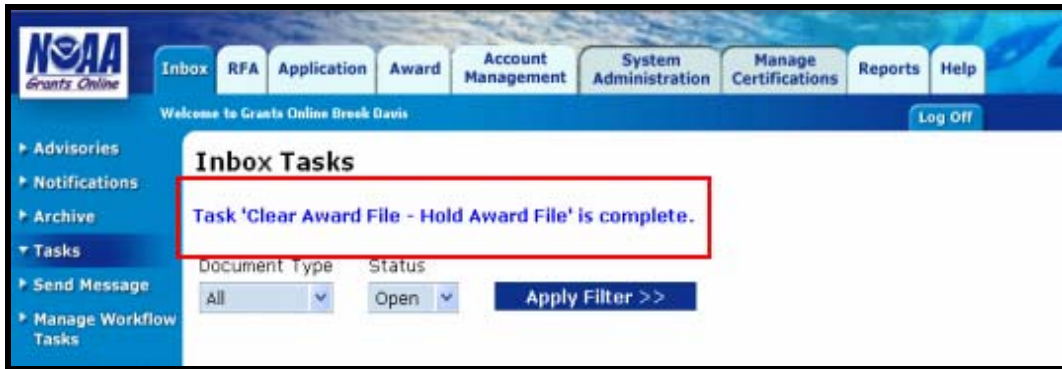 NOAA
Grants Online
Inbox
RFA
Application
Award
Account
Management
System
Administration
Manage
Certifications
Reports
Help
Welcome to Grants Online Brook Davis
Log Off
Advisories
Notifications
Archive
Tasks
Send Message
Manage Workflow
Tasks
Inbox Tasks
Task 'Clear Award File - Hold Award File' is complete.
Document Type
Status
All
Open
Apply Filter >>